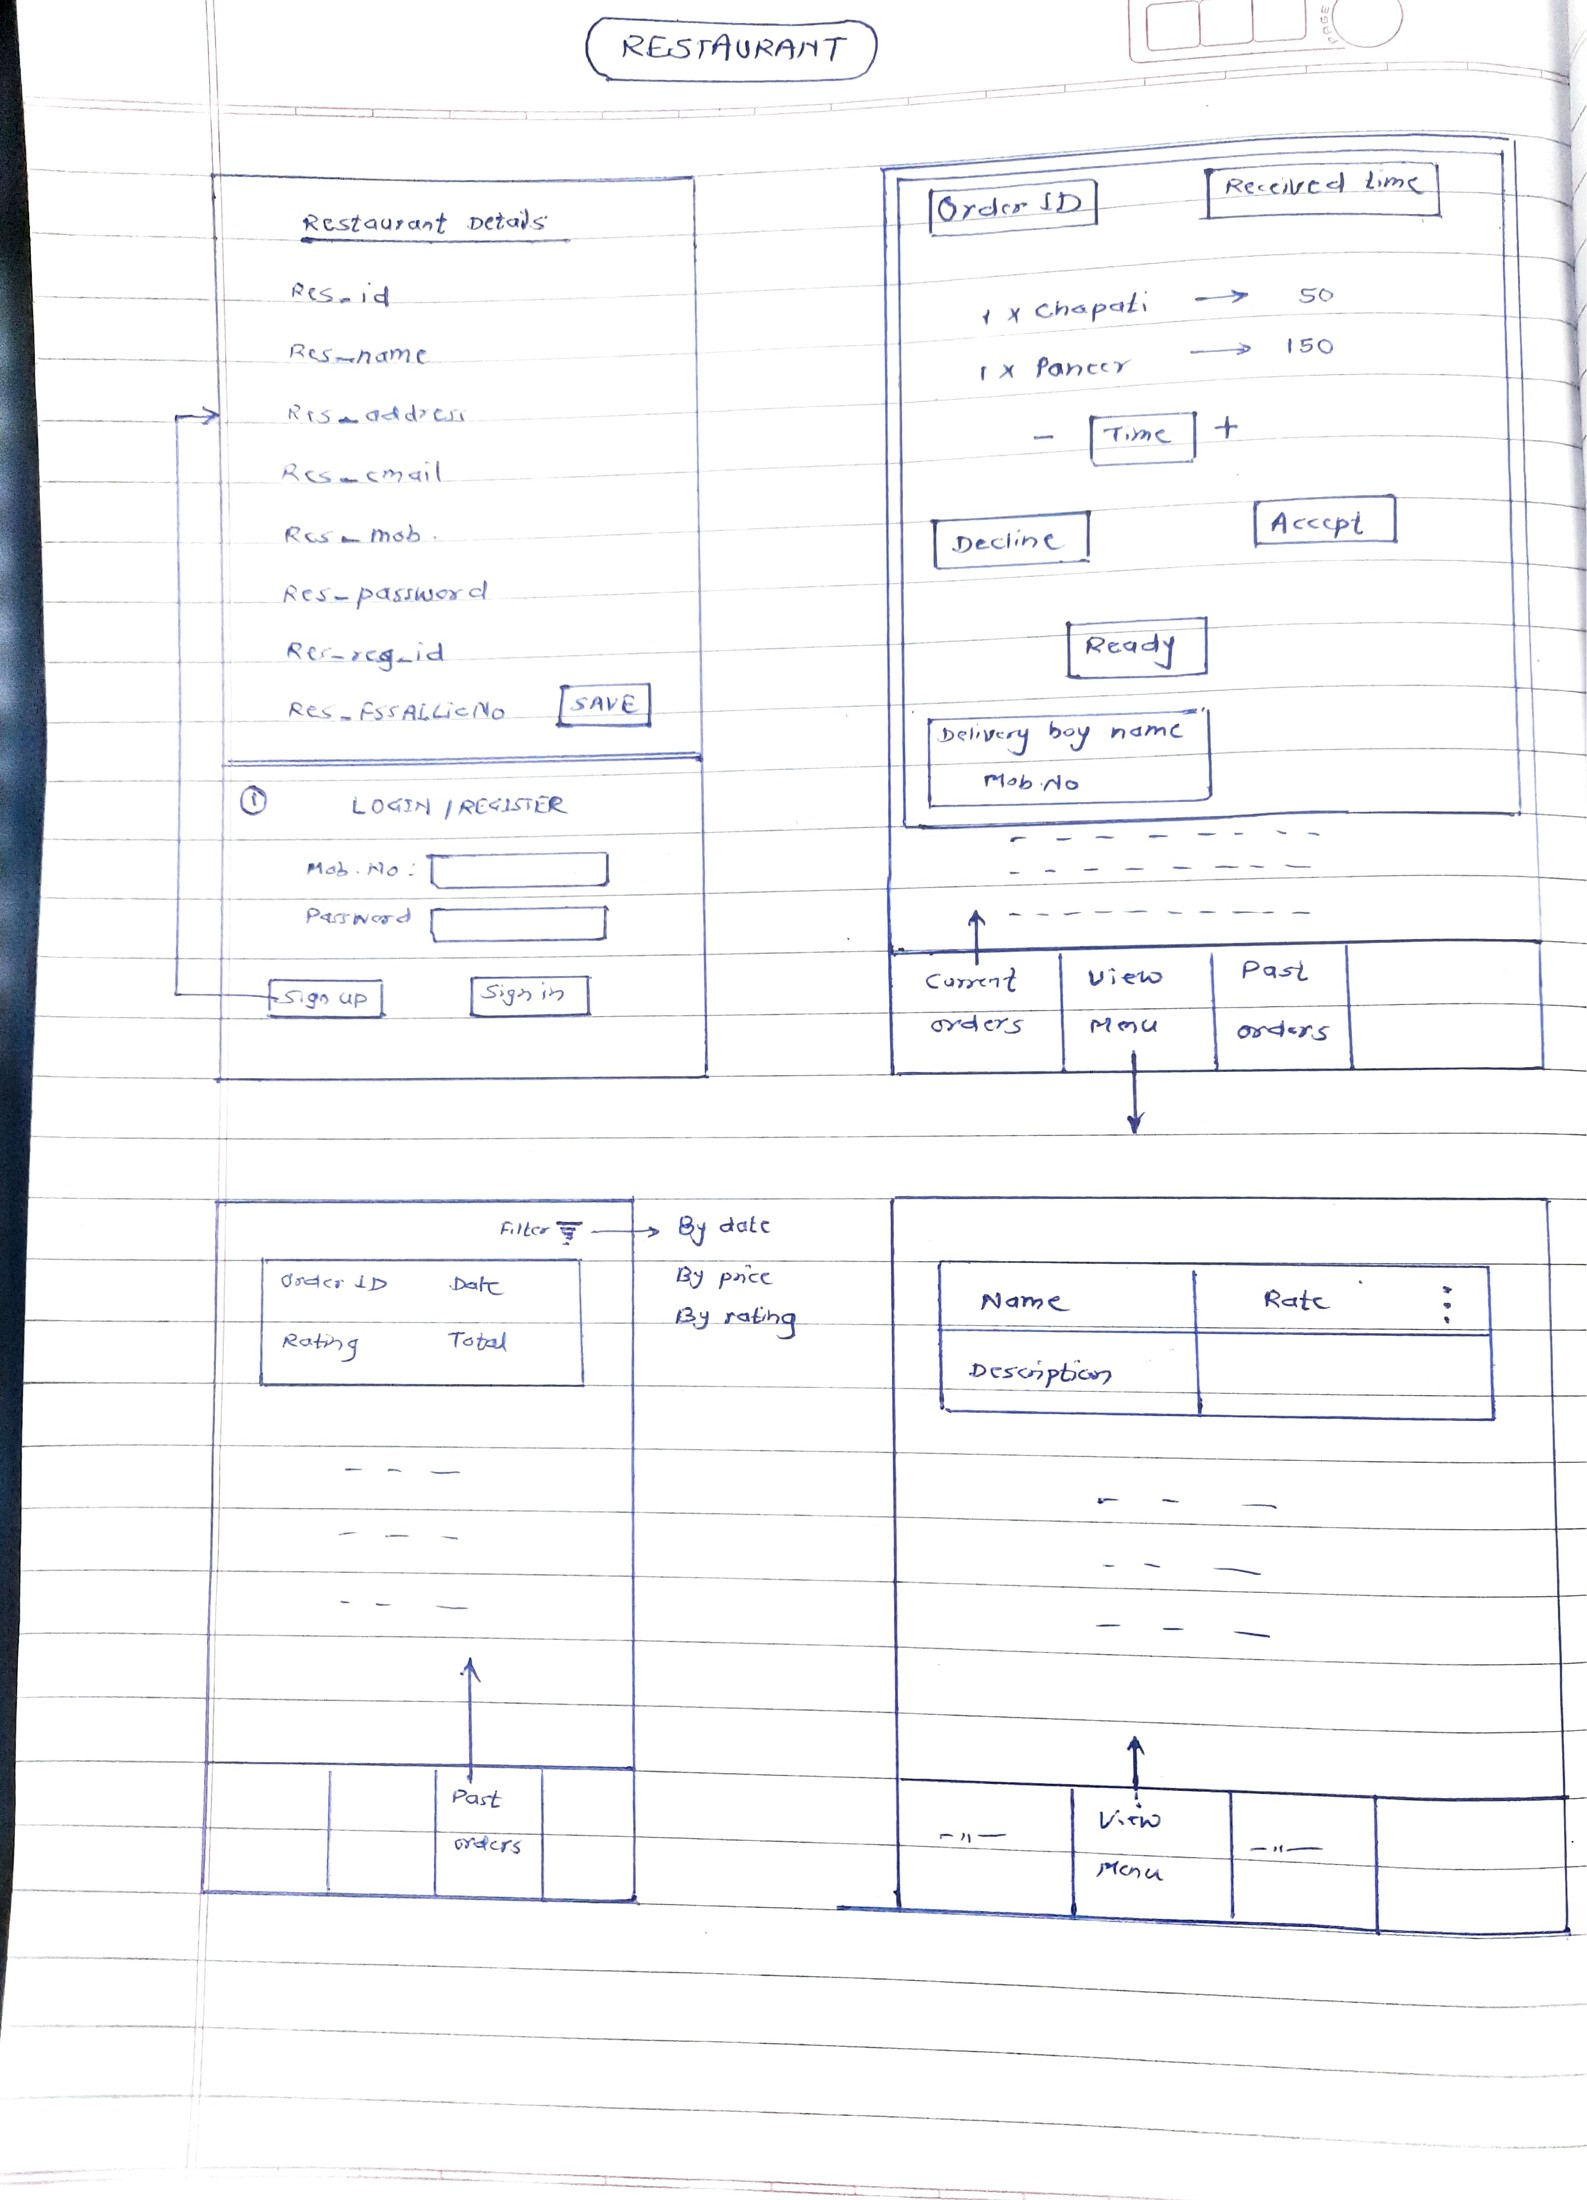 RESTAURANT
PAGE
Restaurant Details
Res_id
Res_name
Res_address
Res_email
Res_mob.
Res_password
Res_reg_id
Res_FSSAILicNo SAVE
① LOGIN / REGISTER
Mob. No :
Password
Sign up Sign in
Order ID Received time
1 x chapati → 50
1 x Paneer → 150
- Time +
Decline Accept
Ready
Delivery boy name
Mob. No
Current orders
View Menu
Past orders
Filter → By date
By price
By rating
Order ID Date
Rating Total
Past
orders
Name Rate ⋮
Description
-"- View -"-
Menu